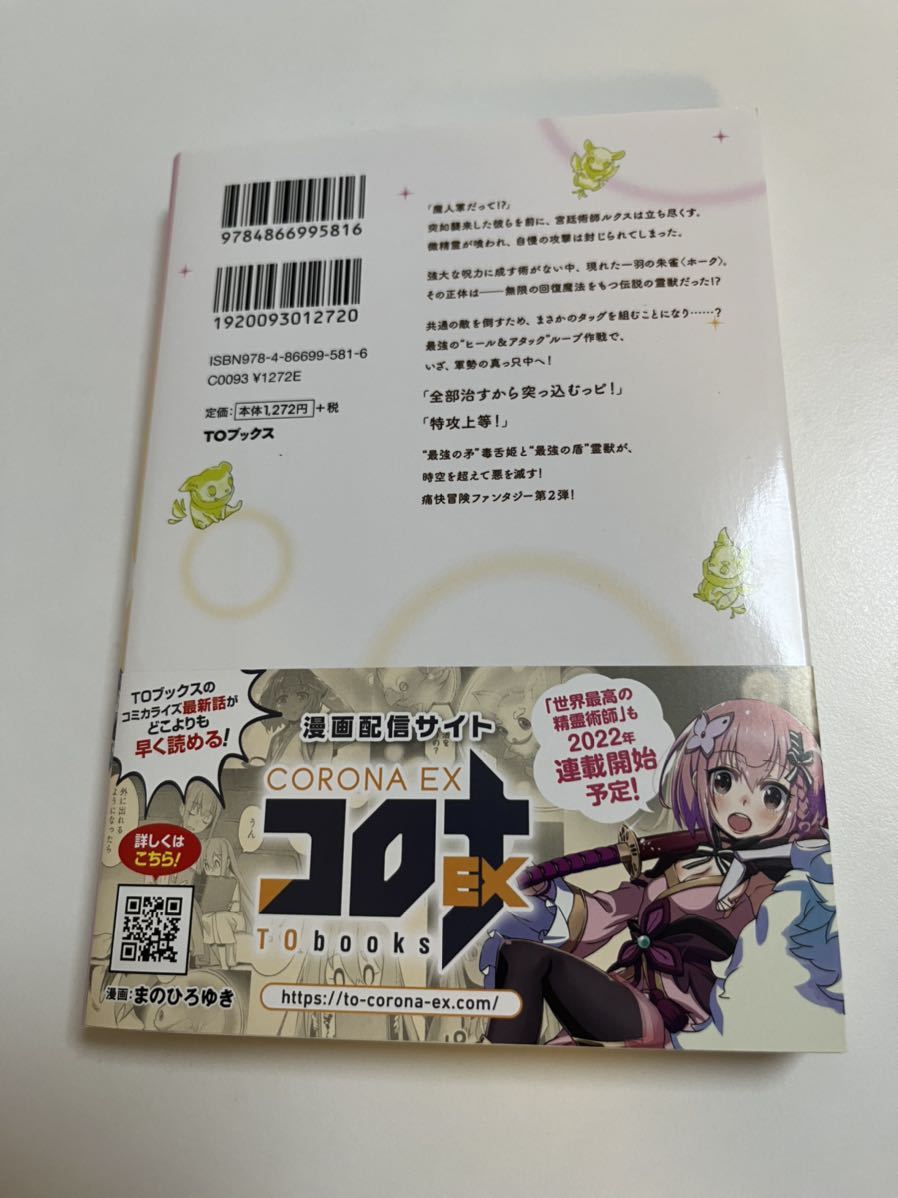 9784866995816
1920093012720
ISBN978-4-86699-581-6
C0093 ¥1272E
定価:本体1,272円+税
TOブックス
「魔人軍だって!?」
突如襲来した彼らを前に、宮廷術師ルクスは立ち尽くす。
微精霊が喰われ、自慢の攻撃は封じられてしまった。
強大な呪力に成す術がない中、現れた一羽の朱雀〈ホーク〉。
その正体は――無限の回復魔法をもつ伝説の霊獣だった!?
共通の敵を倒すため、まさかのタッグを組むことになり……?
最強の“ヒール&アタック”ループ作戦で、
いざ、軍勢の真っ只中へ!
「全部治すから突っ込むっピ!」
「特攻上等!」
“最強の矛”毒舌姫と“最強の盾”霊獣が、
時空を超えて悪を滅す!
痛快冒険ファンタジー第2弾!
TOブックスの
コミカライズ最新話が
どこよりも
早く読める!
詳しくは
こちら!
漫画:まのひろゆき
漫画配信サイト
CORONA EX
コロナ
EX
TObooks
https://to-corona-ex.com/
「世界最高の
精霊術師」も
2022年
連載開始
予定!
外に出れる
ようになったら
うん